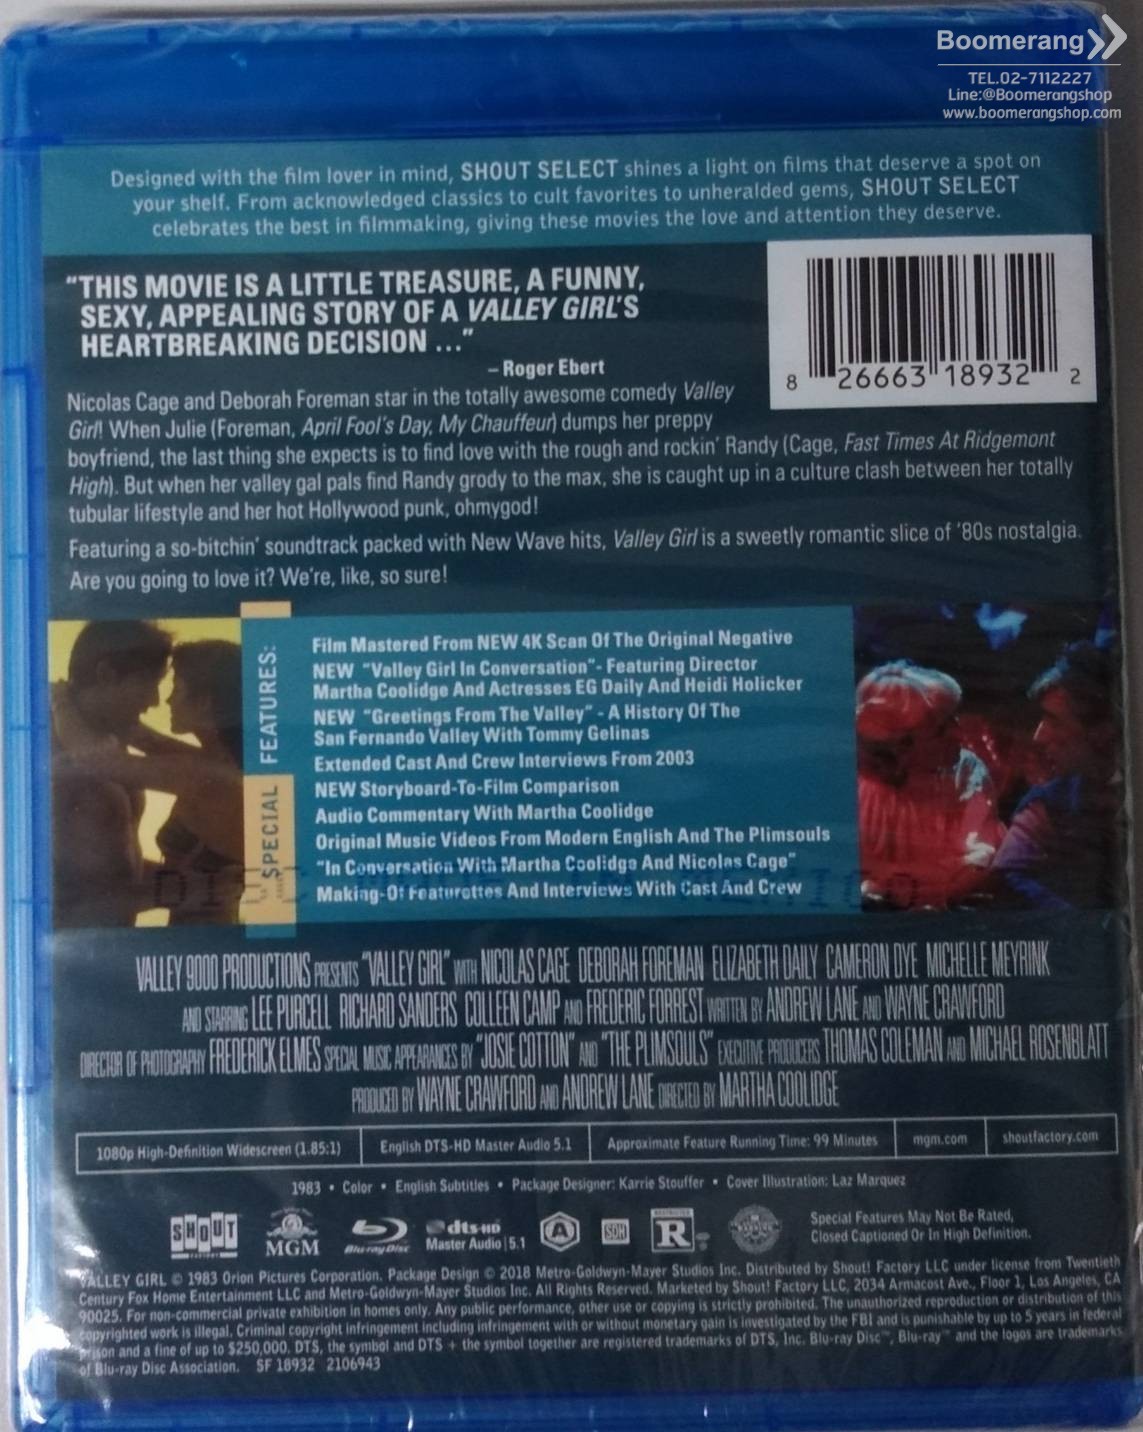 Boomerang
TEL.02-7112227
Line:@Boomerangshop
www.boomerangshop.com
Designed with the film lover in mind, SHOUT SELECT shines a light on films that deserve a spot on
your shelf. From acknowledged classics to cult favorites to unheralded gems, SHOUT SELECT
celebrates the best in filmmaking, giving these movies the love and attention they deserve.
"THIS MOVIE IS A LITTLE TREASURE, A FUNNY,
SEXY, APPEALING STORY OF A VALLEY GIRL'S
HEARTBREAKING DECISION ..."
– Roger Ebert
8 26663 18932 2
Nicolas Cage and Deborah Foreman star in the totally awesome comedy Valley
Girl! When Julie (Foreman, April Fool's Day, My Chauffeur) dumps her preppy
boyfriend, the last thing she expects is to find love with the rough and rockin' Randy (Cage, Fast Times At Ridgemont
High). But when her valley gal pals find Randy grody to the max, she is caught up in a culture clash between her totally
tubular lifestyle and her hot Hollywood punk, ohmygod!
Featuring a so-bitchin' soundtrack packed with New Wave hits, Valley Girl is a sweetly romantic slice of '80s nostalgia.
Are you going to love it? We're, like, so sure!
SPECIAL FEATURES:
Film Mastered From NEW 4K Scan Of The Original Negative
NEW "Valley Girl In Conversation" - Featuring Director
Martha Coolidge And Actresses EG Daily And Heidi Holicker
NEW "Greetings From The Valley" - A History Of The
San Fernando Valley With Tommy Gelinas
Extended Cast And Crew Interviews From 2003
NEW Storyboard-To-Film Comparison
Audio Commentary With Martha Coolidge
Original Music Videos From Modern English And The Plimsouls
"In Conversation With Martha Coolidge And Nicolas Cage"
Making-Of Featurettes And Interviews With Cast And Crew
VALLEY 9000 PRODUCTIONS PRESENTS "VALLEY GIRL" WITH NICOLAS CAGE DEBORAH FOREMAN ELIZABETH DAILY CAMERON DYE MICHELLE MEYRINK
AND STARRING LEE PURCELL RICHARD SANDERS COLLEEN CAMP AND FREDERIC FORREST WRITTEN BY ANDREW LANE AND WAYNE CRAWFORD
DIRECTOR OF PHOTOGRAPHY FREDERICK ELMES SPECIAL MUSIC APPEARANCES BY "JOSIE COTTON" AND "THE PLIMSOULS" EXECUTIVE PRODUCERS THOMAS COLEMAN AND MICHAEL ROSENBLATT
PRODUCED BY WAYNE CRAWFORD AND ANDREW LANE DIRECTED BY MARTHA COOLIDGE
1080p High-Definition Widescreen (1.85:1) English DTS-HD Master Audio 5.1 Approximate Feature Running Time: 99 Minutes mgm.com shoutfactory.com
1983 • Color • English Subtitles • Package Designer: Karrie Stouffer • Cover Illustration: Laz Marquez
SHOUT
FACTORY
MGM
Blu-ray Disc
dts-HD
Master Audio | 5.1
A
SDH
RESTRICTED
R
Special Features May Not Be Rated,
Closed Captioned Or In High Definition.
VALLEY GIRL © 1983 Orion Pictures Corporation. Package Design © 2018 Metro-Goldwyn-Mayer Studios Inc. Distributed by Shout! Factory LLC under license from Twentieth
Century Fox Home Entertainment LLC and Metro-Goldwyn-Mayer Studios Inc. All Rights Reserved. Marketed by Shout! Factory LLC, 2034 Armacost Ave., Floor 1, Los Angeles, CA
90025. For non-commercial private exhibition in homes only. Any public performance, other use or copying is strictly prohibited. The unauthorized reproduction or distribution of this
copyrighted work is illegal. Criminal copyright infringement including infringement with or without monetary gain is investigated by the FBI and is punishable by up to 5 years in federal
prison and a fine of up to $250,000. DTS, the symbol and DTS + the symbol together are registered trademarks of DTS, Inc. Blu-ray Disc™, Blu-ray™ and the logos are trademarks
of Blu-ray Disc Association. SF 18932 2106943